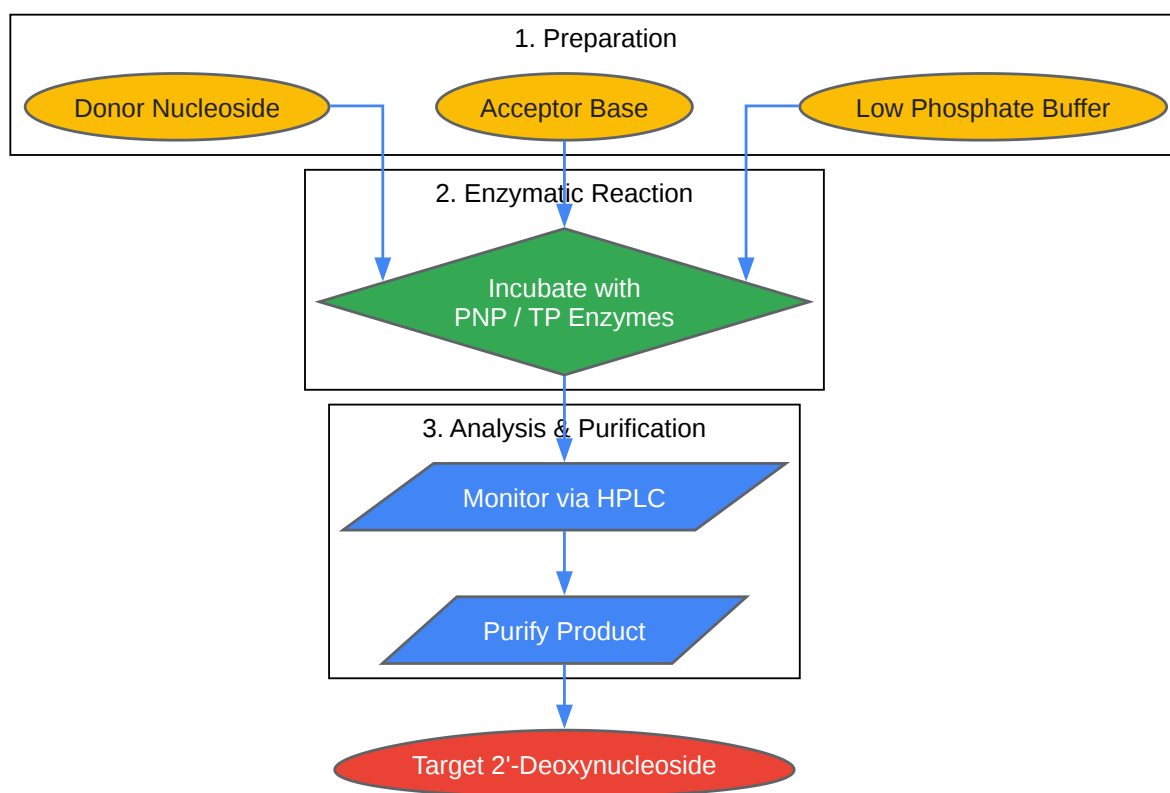 1. Preparation
Donor Nucleoside
Acceptor Base
Low Phosphate Buffer
2. Enzymatic Reaction
Incubate with
PNP / TP Enzymes
3. Analysis & Purification
Monitor via HPLC
Purify Product
Target 2'-Deoxynucleoside